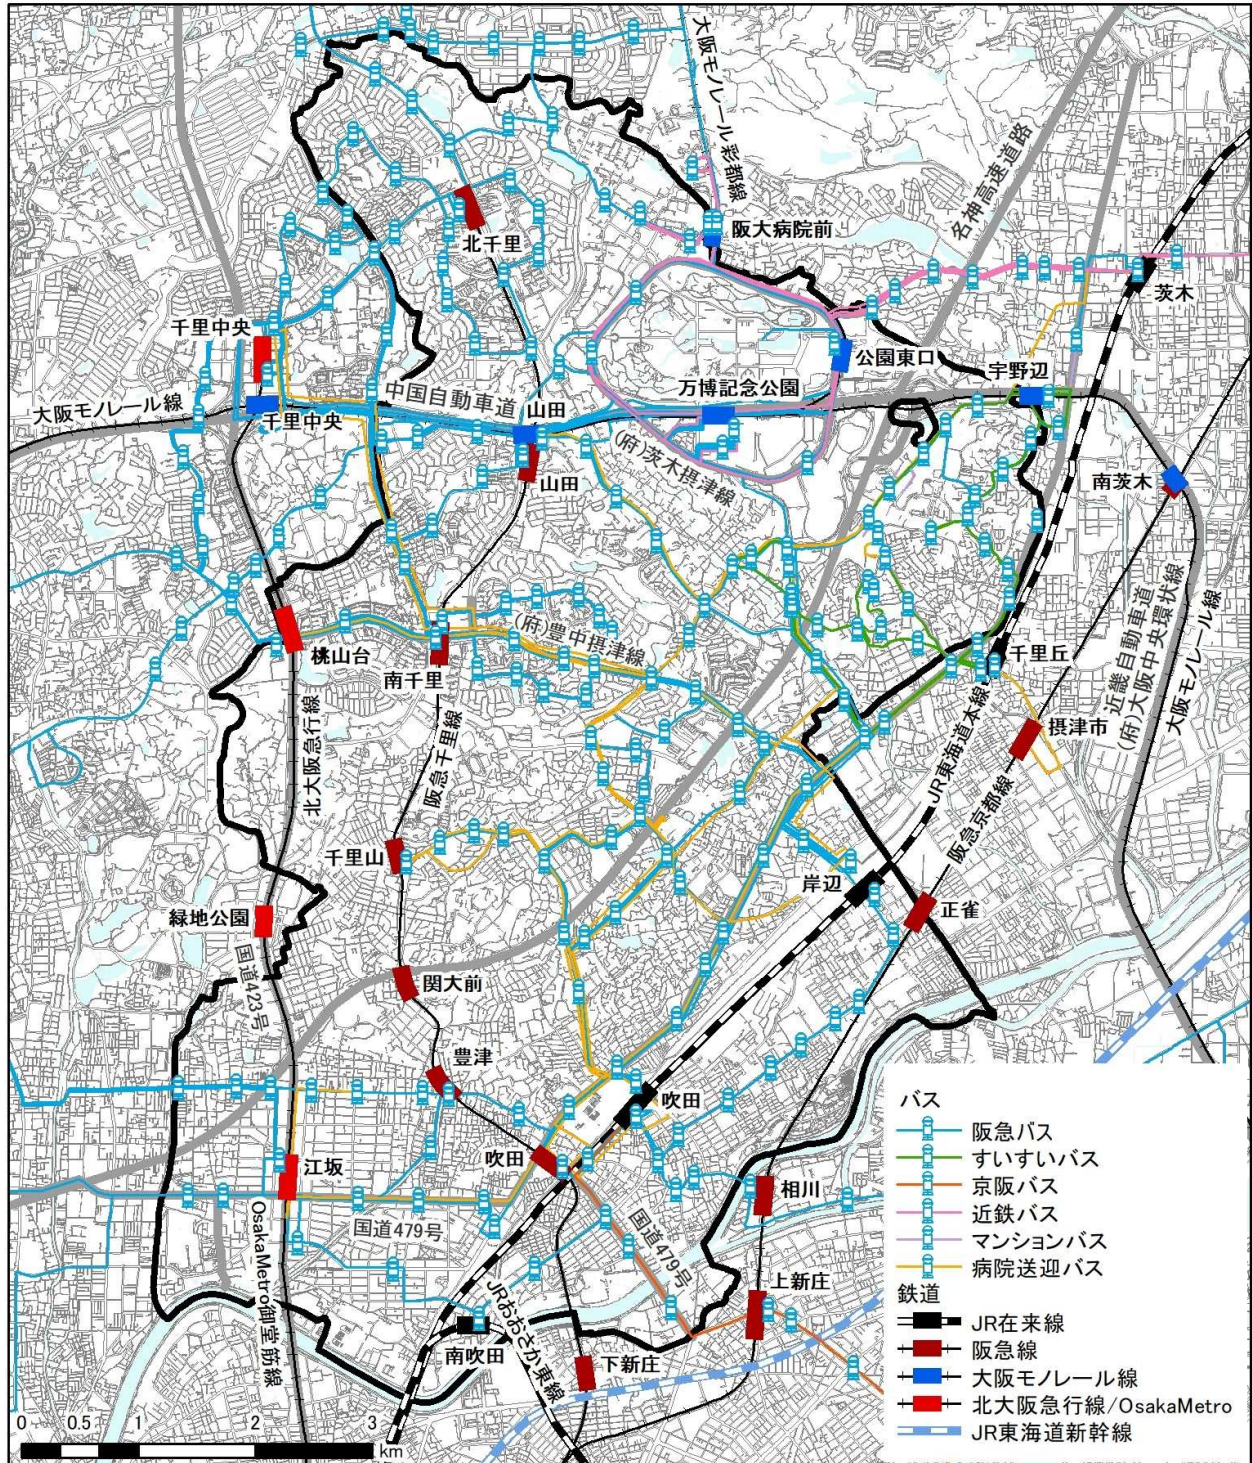 大阪モノレール彩都線
名神高速道路
阪大病院前
北千里
茨木
千里中央
公園東口
中国自動車道
万博記念公園
宇野辺
大阪モノレール線
千里中央
山田
(府)茨木摂津線
山田
南茨木
(府)豊中摂津線
桃山台
南千里
千里丘
近畿自動車道
(府)大阪中央環状線
大阪モノレール線
北大阪急行線
阪急千里線
JR東海道本線
摂津市
阪急京都線
千里山
岸辺
緑地公園
正雀
国道423号
関大前
豊津
吹田
吹田
江坂
相川
国道479号
国道479号
OsakaMetro御堂筋線
上新庄
JRおおさか東線
南吹田
下新庄
バス
阪急バス
すいすいバス
京阪バス
近鉄バス
マンションバス
病院送迎バス
鉄道
JR在来線
阪急線
大阪モノレール線
北大阪急行線/OsakaMetro
JR東海道新幹線
0 0.5 1 2 3
km